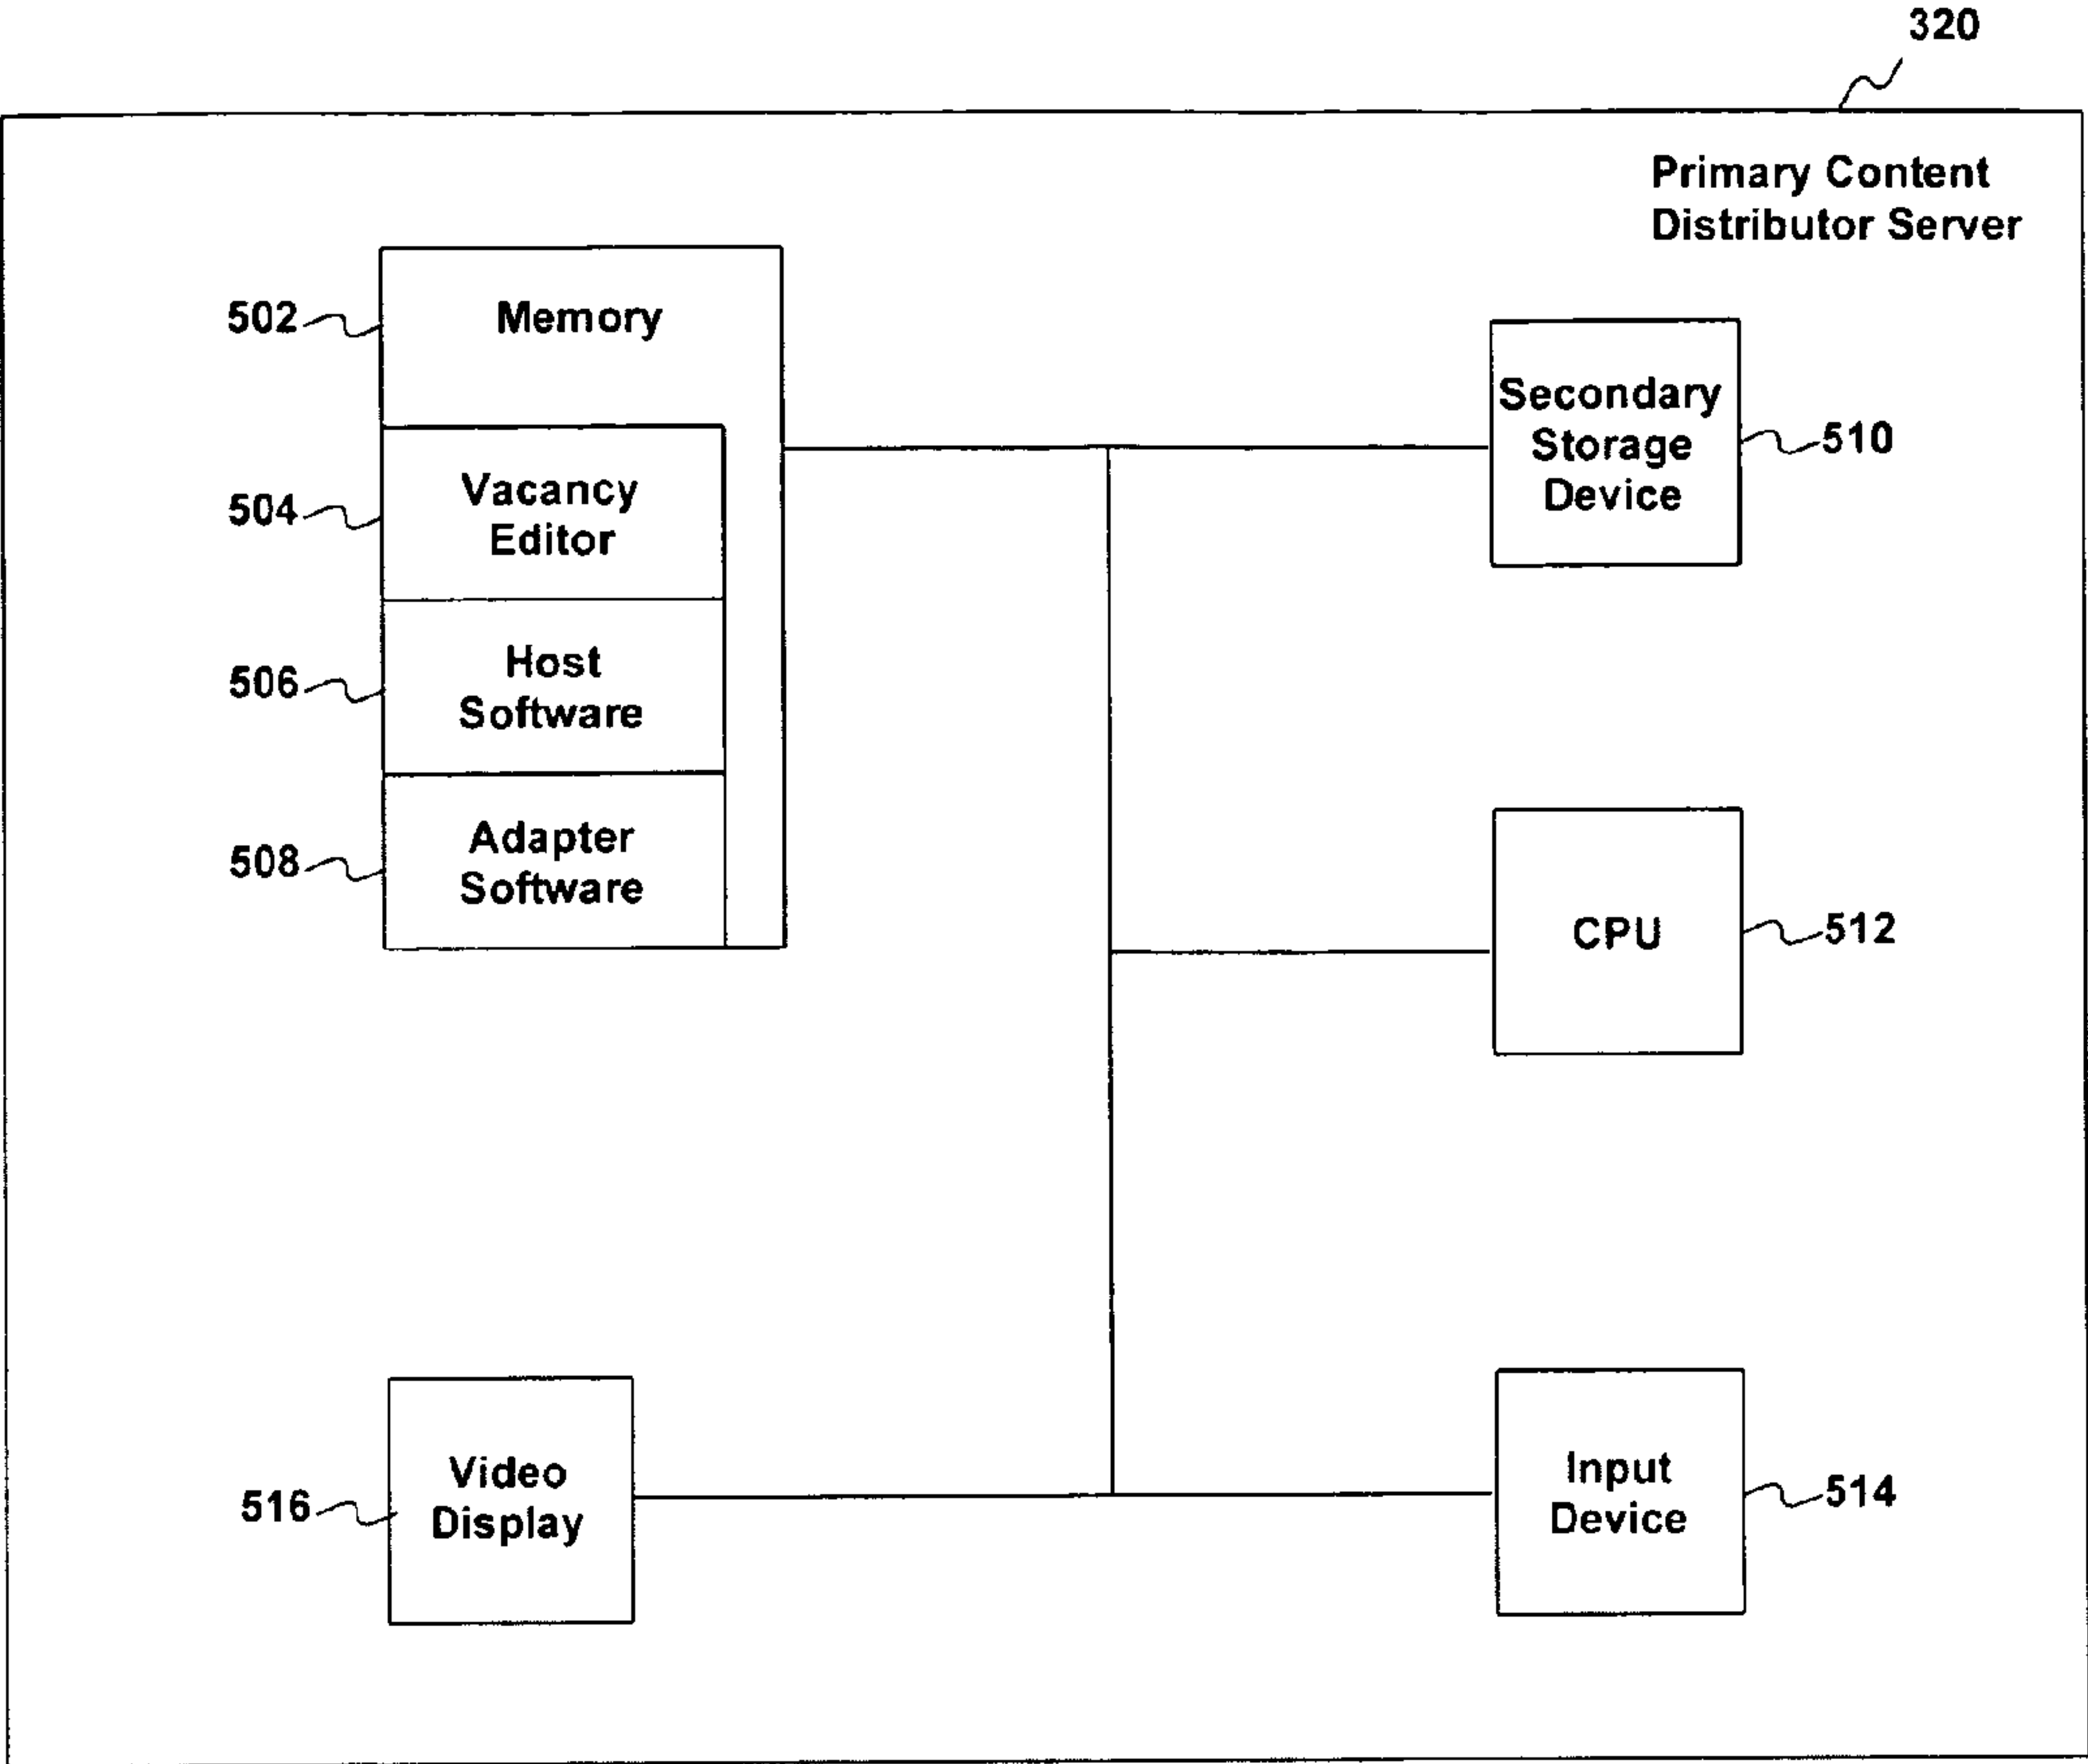 320
Primary Content
Distributor Server
502
Memory
504
Vacancy
Editor
506
Host
Software
508
Adapter
Software
Secondary
Storage
Device
510
CPU
512
516
Video
Display
Input
Device
514